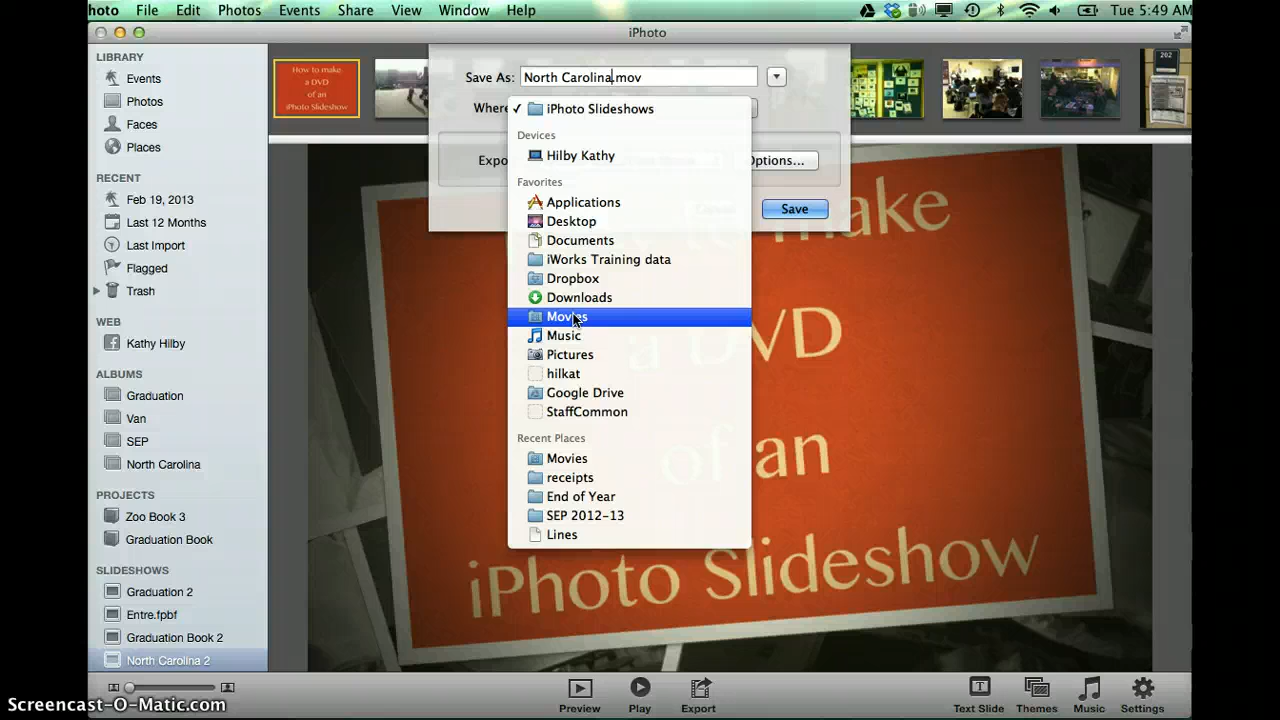 hoto File Edit Photos Events Share View Window Help Tue 5:49 AM
iPhoto
LIBRARY
Events
Photos
Faces
Places
RECENT
Feb 19, 2013
Last 12 Months
Last Import
Flagged
Trash
WEB
Kathy Hilby
ALBUMS
Graduation
Van
SEP
North Carolina
PROJECTS
Zoo Book 3
Graduation Book
SLIDESHOWS
Graduation 2
Entre.fpbf
Graduation Book 2
North Carolina 2
How to make
a DVD
of an
iPhoto Slideshow
202
Save As: North Carolina.mov
Where
✓ iPhoto Slideshows
Devices
Hilby Kathy
Favorites
Applications
Desktop
Documents
iWorks Training data
Dropbox
Downloads
Movies
Music
Pictures
hilkat
Google Drive
StaffCommon
Recent Places
Movies
receipts
End of Year
SEP 2012-13
Lines
Expo
Options...
Save
to make
a DVD
of an
iPhoto Slideshow
Preview Play Export Text Slide Themes Music Settings
Screencast-O-Matic.com